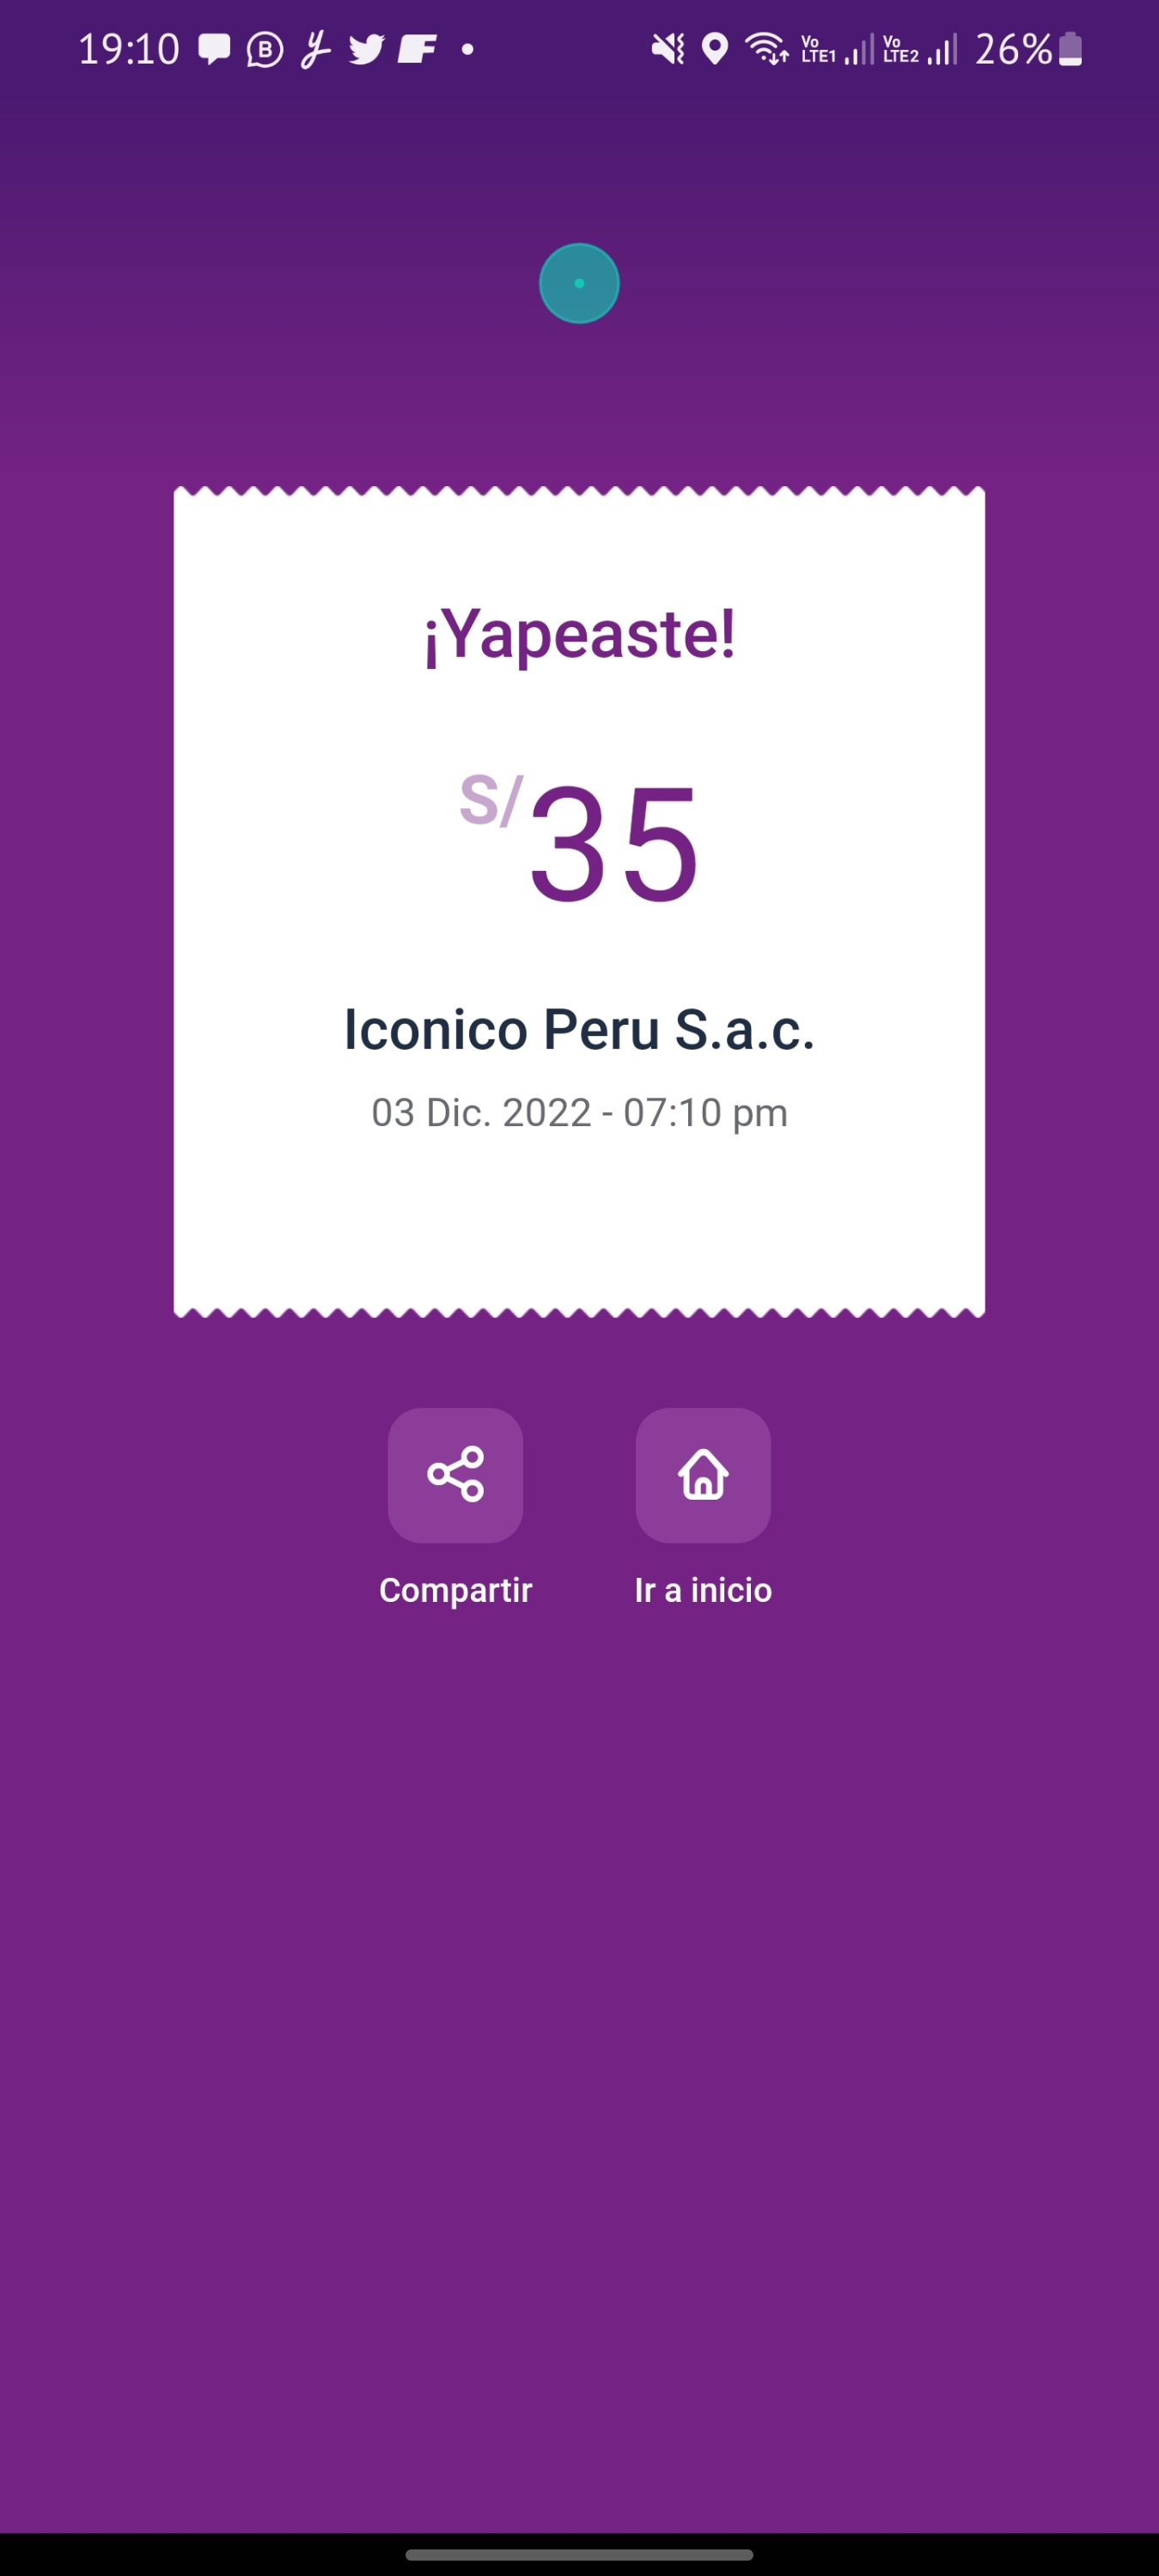 19:10 B Vo LTE1 Vo LTE2 26%
¡Yapeaste!
S/35
Iconico Peru S.a.c.
03 Dic. 2022 - 07:10 pm
Compartir Ir a inicio